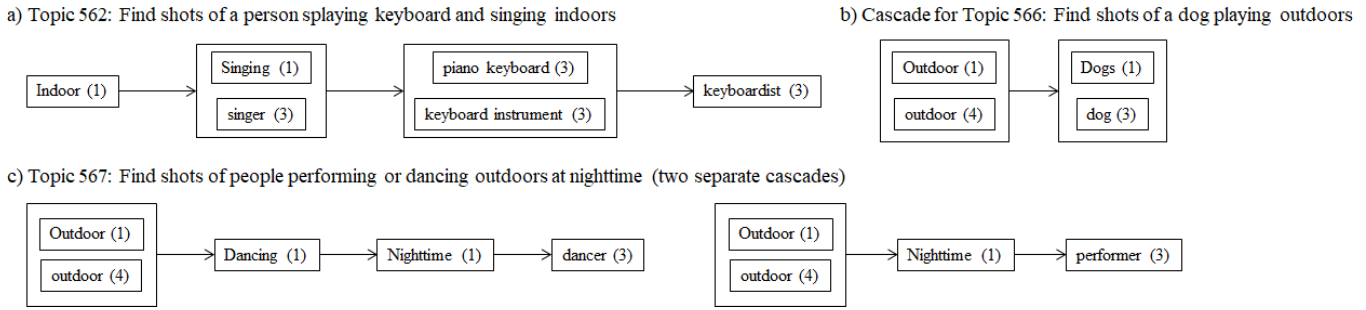 a) Topic 562: Find shots of a person splaying keyboard and singing indoors
Indoor (1)
Singing (1)
singer (3)
piano keyboard (3)
keyboard instrument (3)
keyboardist (3)
b) Cascade for Topic 566: Find shots of a dog playing outdoors
Outdoor (1)
outdoor (4)
Dogs (1)
dog (3)
c) Topic 567: Find shots of people performing or dancing outdoors at nighttime (two separate cascades)
Outdoor (1)
outdoor (4)
Dancing (1)
Nighttime (1)
dancer (3)
Outdoor (1)
outdoor (4)
Nighttime (1)
performer (3)